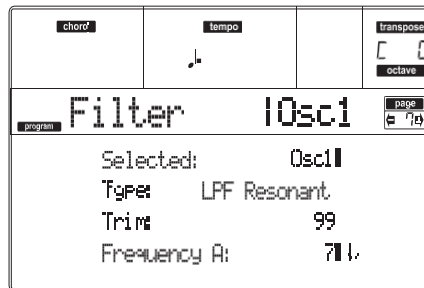 chord tempo transpose
octave
program Filter |Osc1 page
Selected: Osc1
Type: LPF Resonant
Trim: 99
Frequency A: